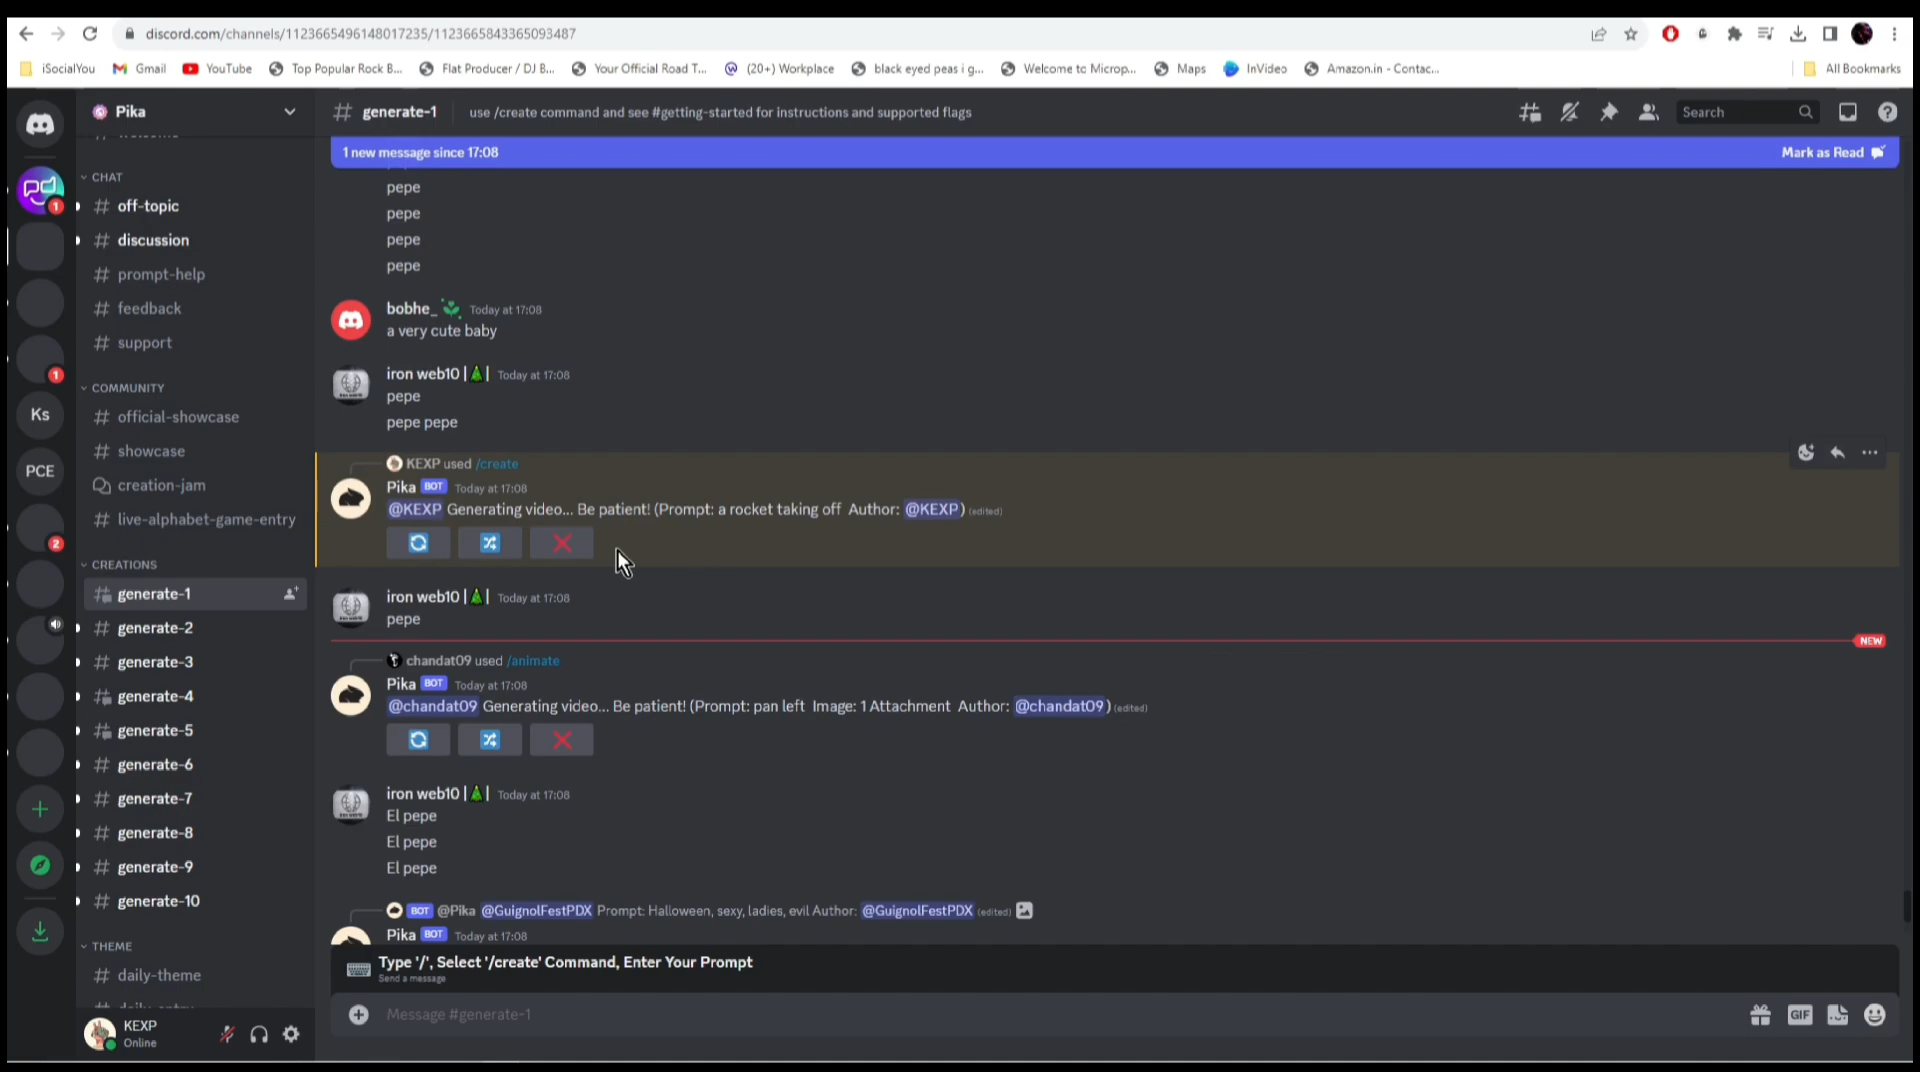 discord.com/channels/1123665496148017235/1123665843365093487
iSocialYou Gmail YouTube Top Popular Rock B... Flat Producer / DJ B... Your Official Road T... (20+) Workplace black eyed peas i g... Welcome to Microp... Maps InVideo Amazon.in - Contac... All Bookmarks
Pika
welcome
CHAT
off-topic
discussion
prompt-help
feedback
support
COMMUNITY
official-showcase
showcase
creation-jam
live-alphabet-game-entry
CREATIONS
generate-1
generate-2
generate-3
generate-4
generate-5
generate-6
generate-7
generate-8
generate-9
generate-10
THEME
daily-theme
1
1
Ks
PCE
2
KEXP
Online
generate-1 use /create command and see #getting-started for instructions and supported flags Search
1 new message since 17:08 Mark as Read
pepe
pepe
pepe
pepe
bobhe_ Today at 17:08
a very cute baby
iron web10 | | Today at 17:08
pepe
pepe pepe
KEXP used /create
Pika BOT Today at 17:08
@KEXP Generating video... Be patient! (Prompt: a rocket taking off Author: @KEXP) (edited)
iron web10 | | Today at 17:08
pepe
NEW
chandat09 used /animate
Pika BOT Today at 17:08
@chandat09 Generating video... Be patient! (Prompt: pan left Image: 1 Attachment Author: @chandat09) (edited)
iron web10 | | Today at 17:08
El pepe
El pepe
El pepe
BOT @Pika @GuignolFestPDX Prompt: Halloween, sexy, ladies, evil Author: @GuignolFestPDX (edited)
Pika BOT Today at 17:08
Type '/', Select '/create' Command, Enter Your Prompt
Send a message
Message #generate-1
GIF